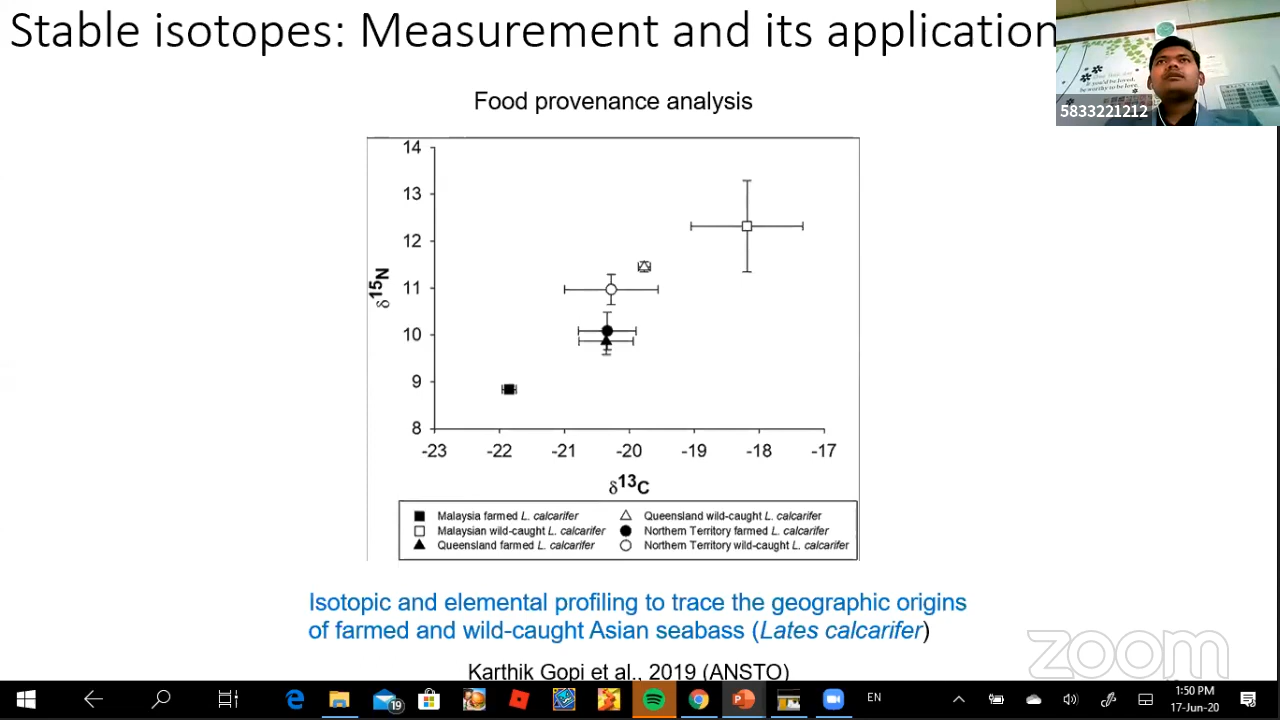 Stable isotopes: Measurement and its application
5833221212
Food provenance analysis
14
13
12
11
10
9
8
δ15N
-23 -22 -21 -20 -19 -18 -17
δ13C
Malaysia farmed L. calcarifer
Malaysian wild-caught L. calcarifer
Queensland farmed L. calcarifer
Queensland wild-caught L. calcarifer
Northern Territory farmed L. calcarifer
Northern Territory wild-caught L. calcarifer
Isotopic and elemental profiling to trace the geographic origins
of farmed and wild-caught Asian seabass (Lates calcarifer)
Karthik Gopi et al., 2019 (ANSTO)
zoom
19
EN
1:50 PM
17-Jun-20